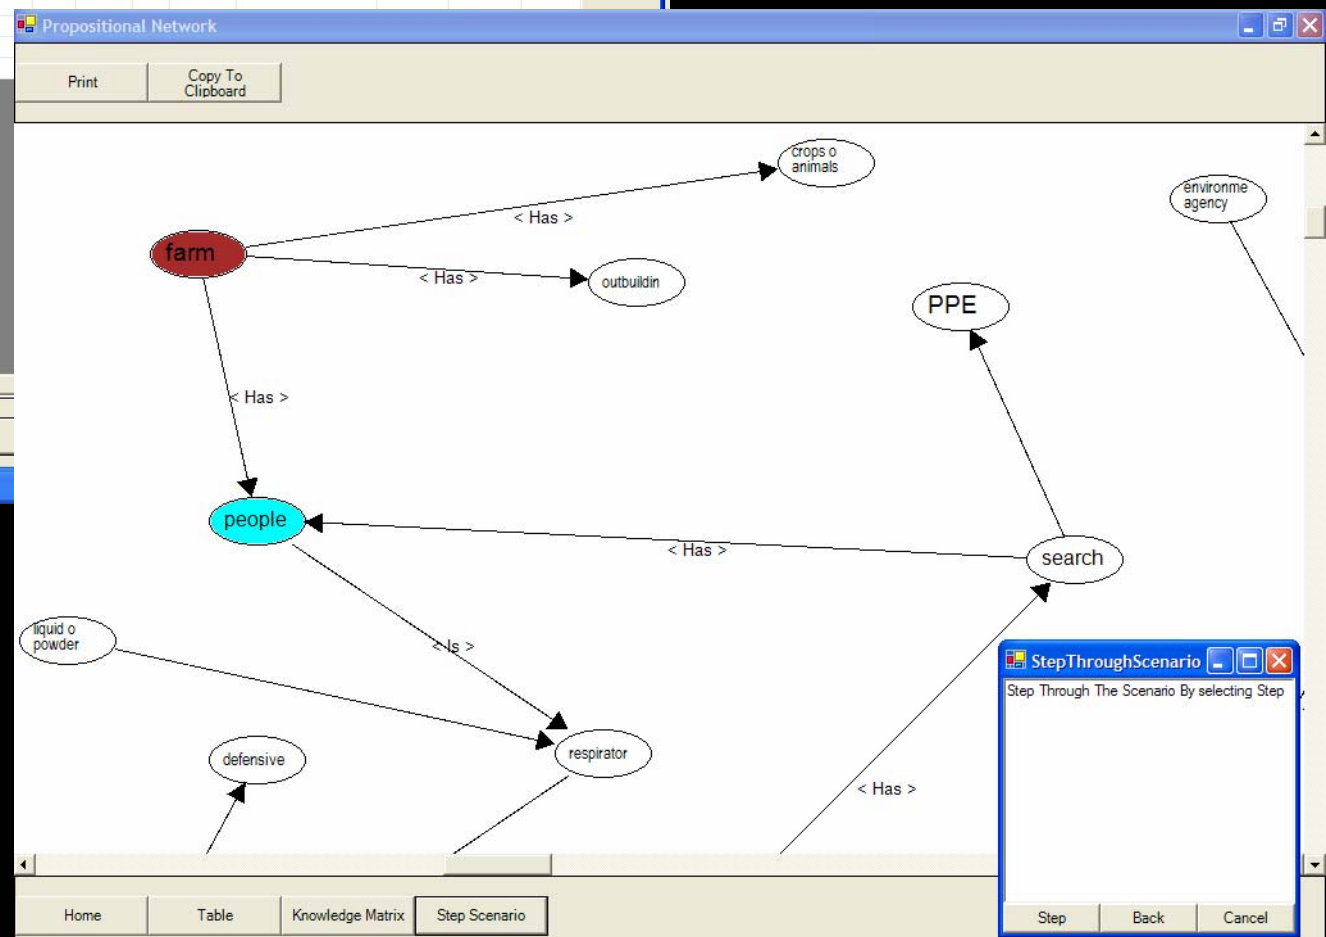 Propositional Network
Print
Copy To
Clipboard
crops o
animals
environme
agency
< Has >
farm
< Has >
outbuildin
PPE
< Has >
people
< Has >
search
liquid o
powder
< Is >
defensive
respirator
< Has >
StepThroughScenario
Step Through The Scenario By selecting Step
Step
Back
Cancel
Home
Table
Knowledge Matrix
Step Scenario